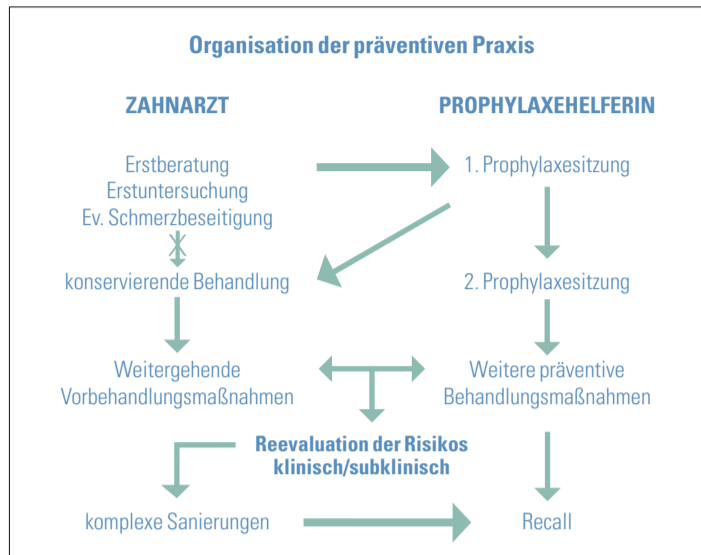 Organisation der präventiven Praxis
ZAHNARZT
PROPHYLAXEHELFERIN
Erstberatung
Erstuntersuchung
Ev. Schmerzbeseitigung
1. Prophylaxesitzung
konservierende Behandlung
2. Prophylaxesitzung
Weitergehende
Vorbehandlungsmaßnahmen
Weitere präventive
Behandlungsmaßnahmen
Reevaluation der Risikos
klinisch/subklinisch
komplexe Sanierungen
Recall